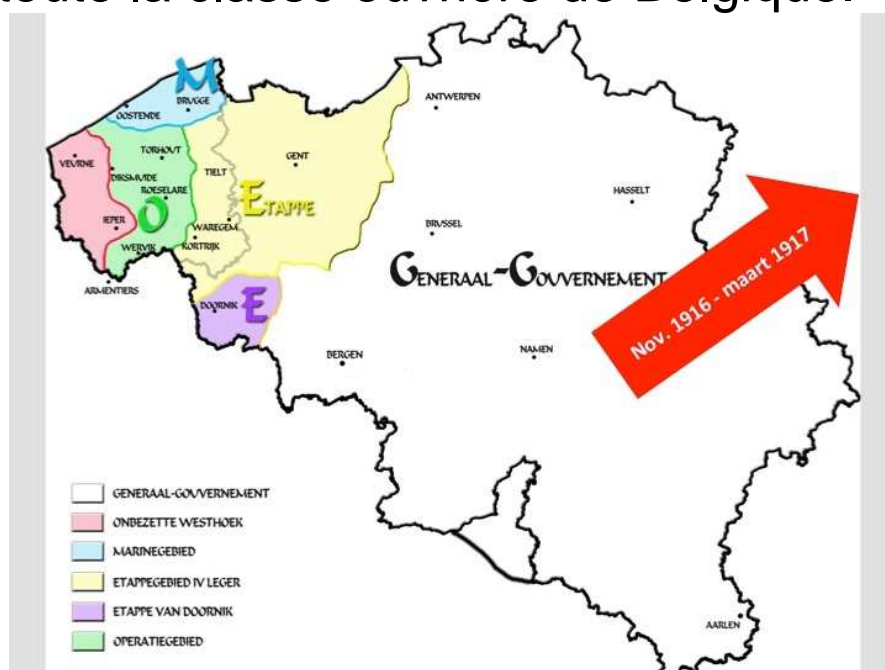 toute la classe ouvrière de Belgique.
M
BRUGGE
OOSTENDE
ANTWERPEN
VEURNE
TORHOUT
DIKSMUIDE
ROESELARE
TIELT
GENT
HASSELT
O
ETAPPE
IEPER
WAREGEM
BRUSSEL
WERVIK
KORTRIJK
GENERAAL-GOUVERNEMENT
Nov. 1916 - maart 1917
ARMENTIERS
DOORNIK
E
BERGEN
NAMEN
GENERAAL-GOUVERNEMENT
ONBEZETTE WESTHOEK
MARINEGEBIED
ETAPPEGEBIED IV LEGER
ETAPPE VAN DOORNIK
OPERATIEGEBIED
AARLEN